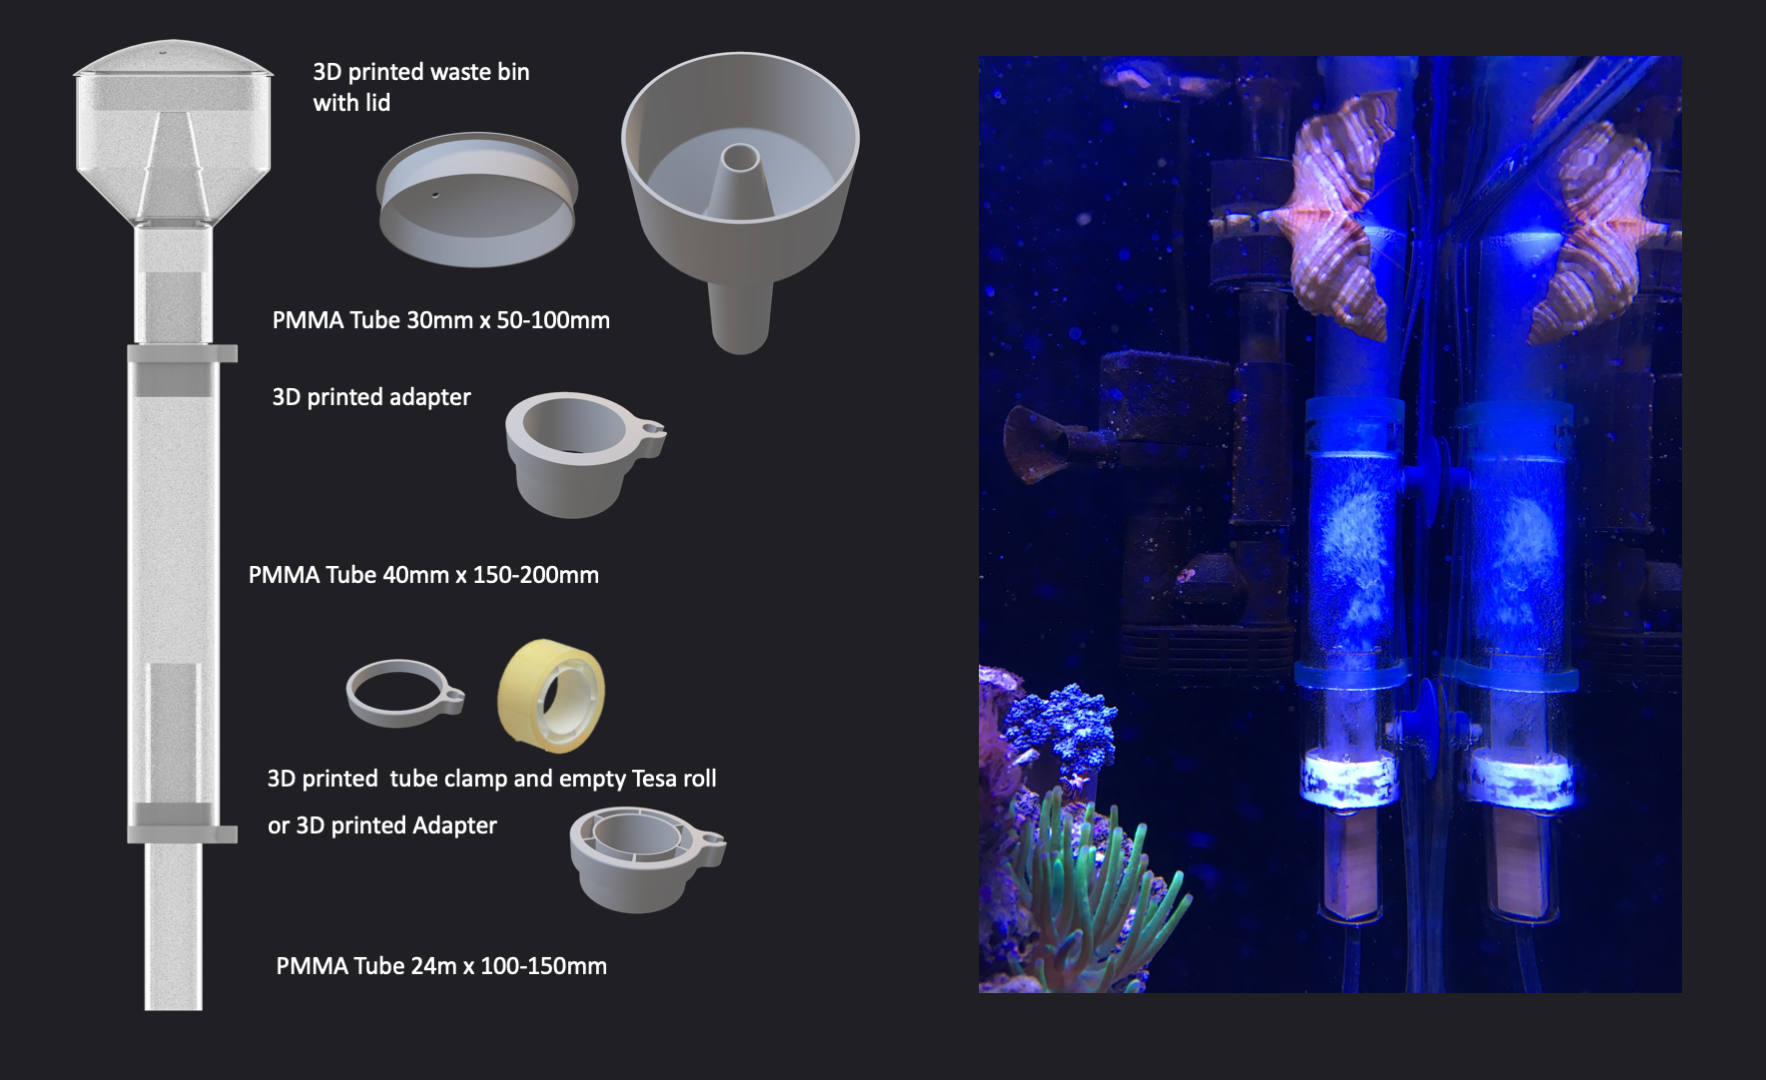 3D printed waste bin
with lid
PMMA Tube 30mm x 50-100mm
3D printed adapter
PMMA Tube 40mm x 150-200mm
3D printed  tube clamp and empty Tesa roll
or 3D printed Adapter
PMMA Tube 24m x 100-150mm